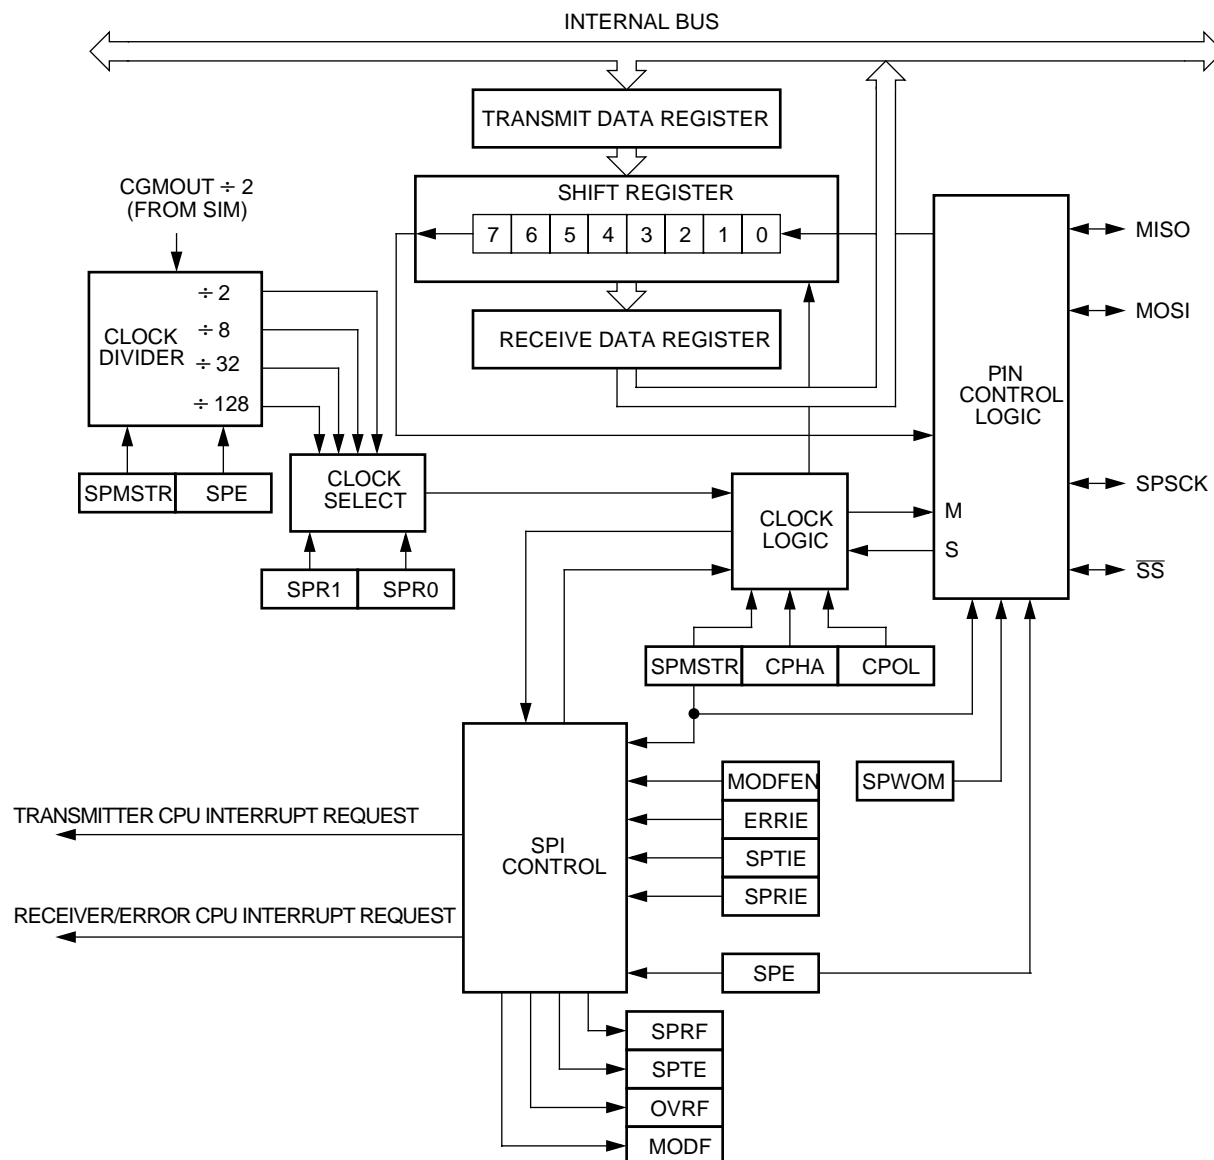 INTERNAL BUS
TRANSMIT DATA REGISTER
SHIFT REGISTER
7 6 5 4 3 2 1 0
RECEIVE DATA REGISTER
CGMOUT ÷ 2
(FROM SIM)
÷ 2
÷ 8
÷ 32
÷ 128
CLOCK
DIVIDER
SPMSTR
SPE
CLOCK
SELECT
SPR1
SPR0
CLOCK
LOGIC
M
S
P1N
CONTROL
LOGIC
MISO
MOSI
SPSCK
SS
SPMSTR
CPHA
CPOL
MODFEN
ERRIE
SPTIE
SPRIE
SPWOM
SPE
TRANSMITTER CPU INTERRUPT REQUEST
RECEIVER/ERROR CPU INTERRUPT REQUEST
SPI
CONTROL
SPRF
SPTE
OVRF
MODF